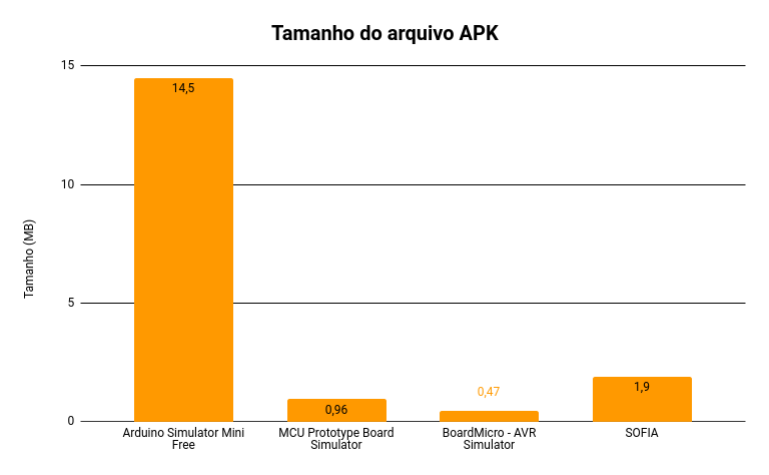 Tamanho do arquivo APK
15
10
5
0
Tamanho (MB)
14,5
0,96
0,47
1,9
Arduino Simulator Mini
Free
MCU Prototype Board
Simulator
BoardMicro - AVR
Simulator
SOFIA